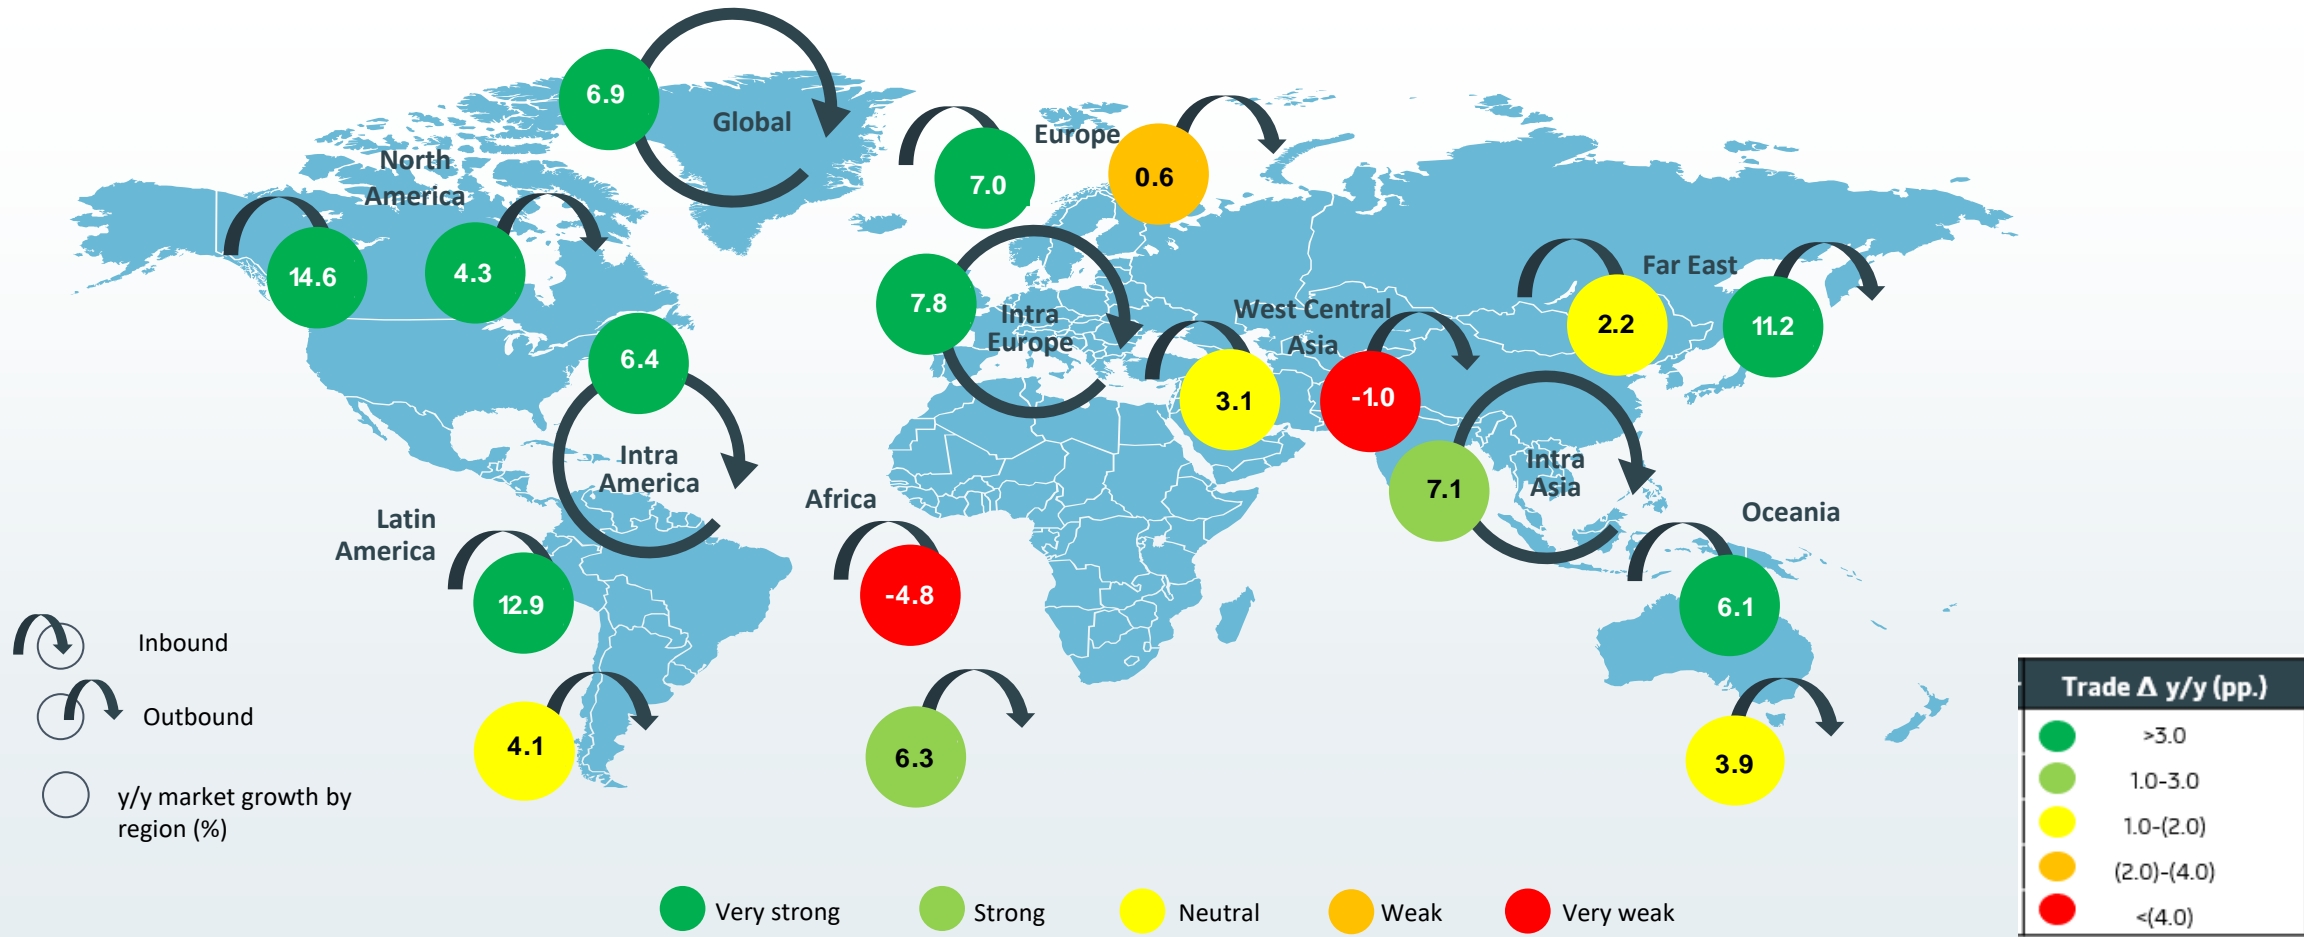 6.9
Global
North
America
14.6
4.3
7.0
Europe
0.6
7.8
Intra
Europe
West Central
Asia
3.1
-1.0
Far East
2.2
11.2
6.4
Intra
America
7.1
Intra
Asia
Latin
America
12.9
4.1
Africa
-4.8
6.3
Oceania
6.1
3.9
Inbound
Outbound
y/y market growth by
region (%)
Trade Δ y/y (pp.)
>3.0
1.0-3.0
1.0-(2.0)
(2.0)-(4.0)
<(4.0)
Very strong
Strong
Neutral
Weak
Very weak